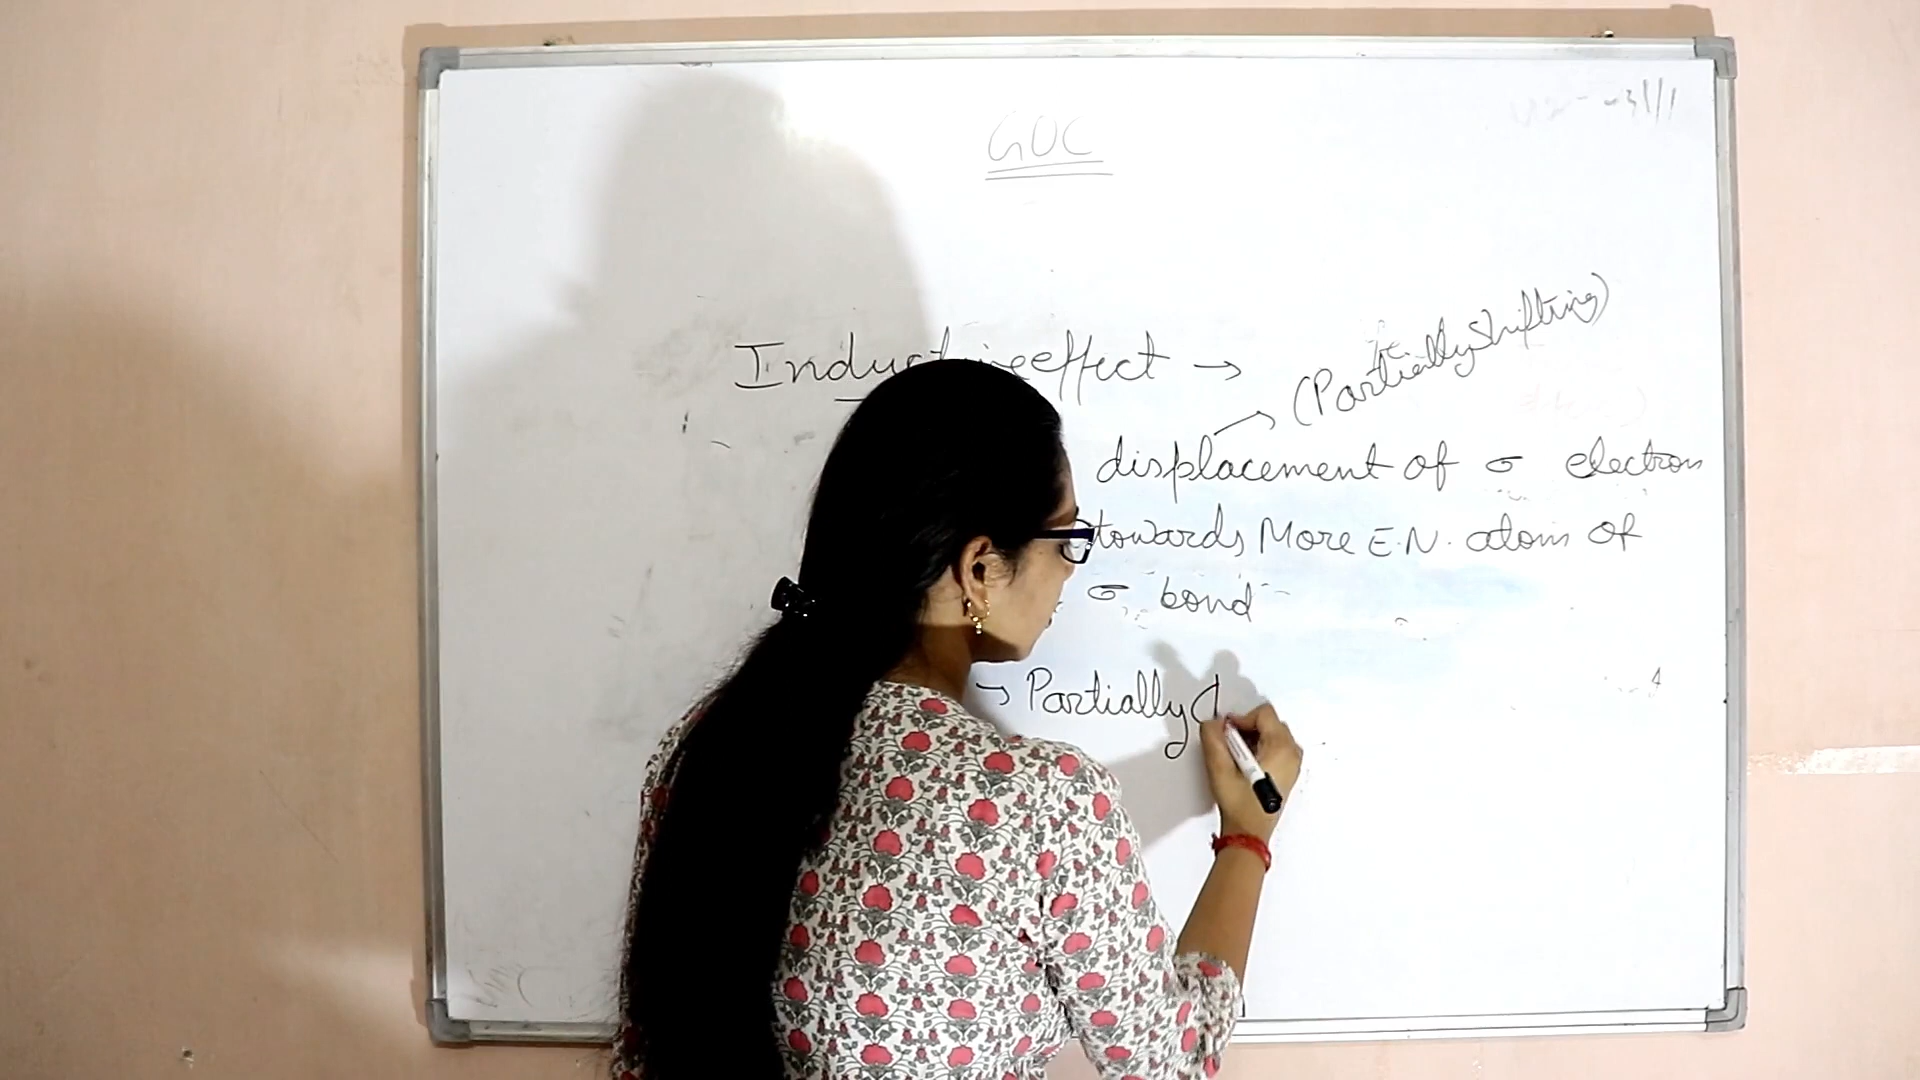 GOC
Inductive effect →
(Partially Shifting)
displacement of σ electron
towards More E.N. atom of
σ bond
→ Partially d